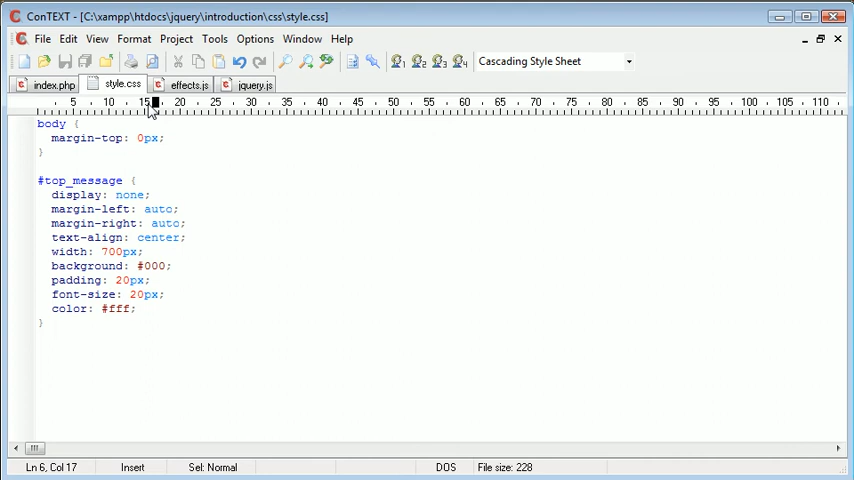 ConTEXT - [C:\xampp\htdocs\jquery\introduction\css\style.css]
File Edit View Format Project Tools Options Window Help
1 2 3 4 Cascading Style Sheet
index.php style.css effects.js jquery.js
5 10 15 20 25 30 35 40 45 50 55 60 65 70 75 80 85 90 95 100 105 110
body {
margin-top: 0px;
}
#top_message {
display: none;
margin-left: auto;
margin-right: auto;
text-align: center;
width: 700px;
background: #000;
padding: 20px;
font-size: 20px;
color: #fff;
}
Ln 6, Col 17 Insert Sel: Normal DOS File size: 228